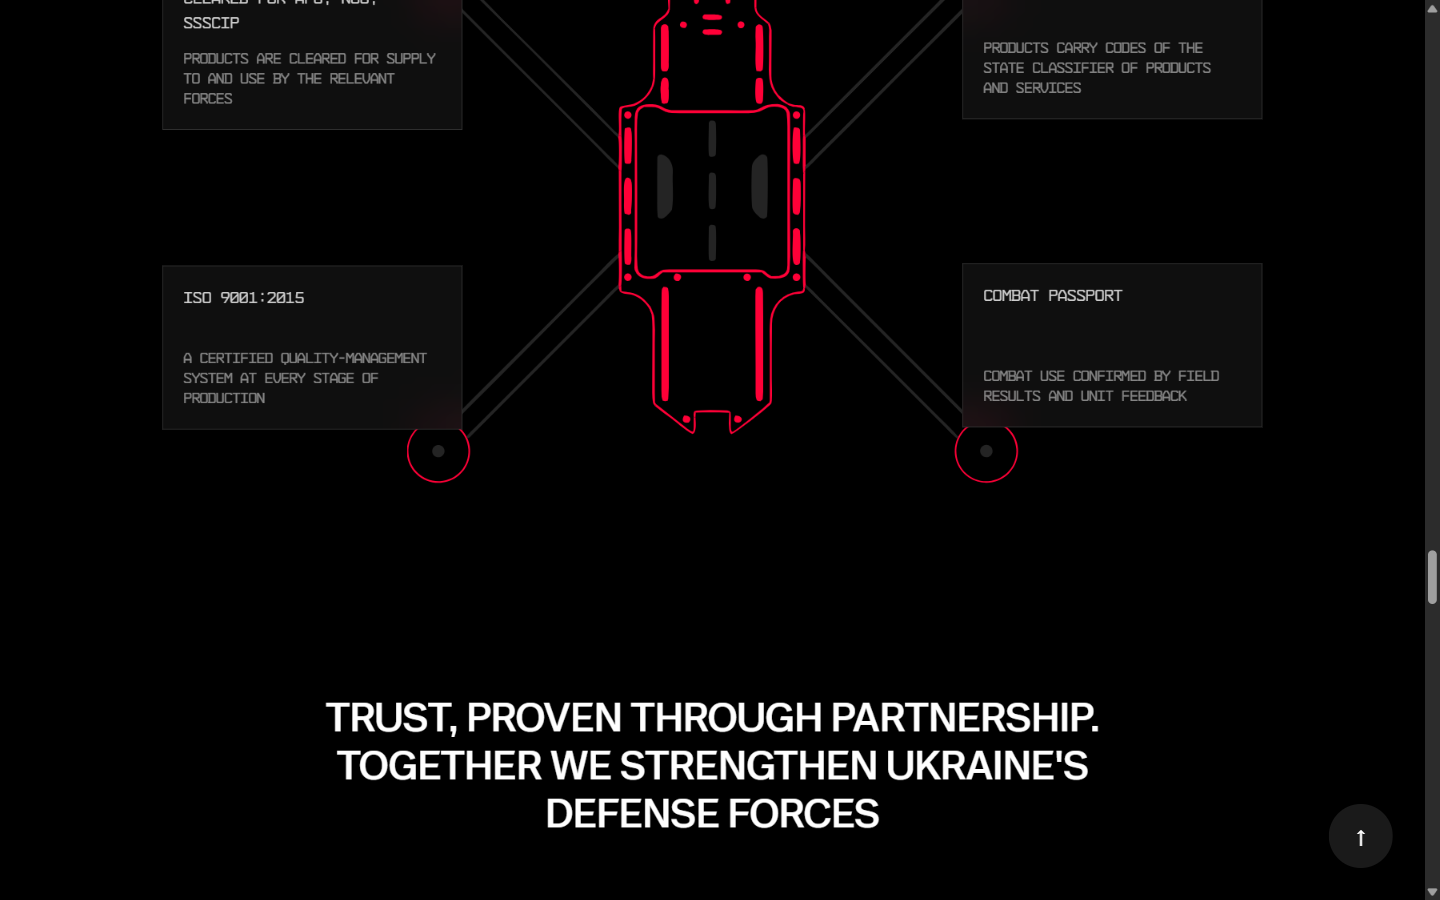 SSSCIP
PRODUCTS ARE CLEARED FOR SUPPLY
TO AND USE BY THE RELEVANT
FORCES
PRODUCTS CARRY CODES OF THE
STATE CLASSIFIER OF PRODUCTS
AND SERVICES
ISO 9001:2015
A CERTIFIED QUALITY-MANAGEMENT
SYSTEM AT EVERY STAGE OF
PRODUCTION
COMBAT PASSPORT
COMBAT USE CONFIRMED BY FIELD
RESULTS AND UNIT FEEDBACK
TRUST, PROVEN THROUGH PARTNERSHIP.
TOGETHER WE STRENGTHEN UKRAINE'S
DEFENSE FORCES